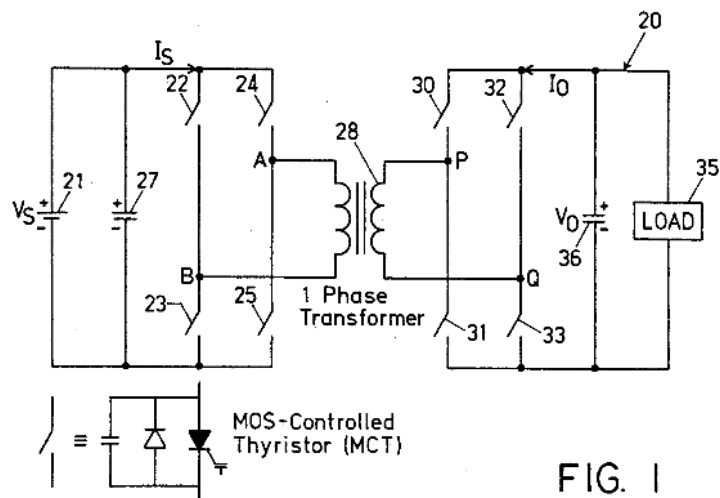 I_S
20
22
24
30
32
I_O
28
A
P
35
21
27
V_S
+
-
+
-
V_O
+
-
36
LOAD
B
Q
23
25
1 Phase
Transformer
31
33
≡
MOS-Controlled
Thyristor (MCT)
FIG. 1